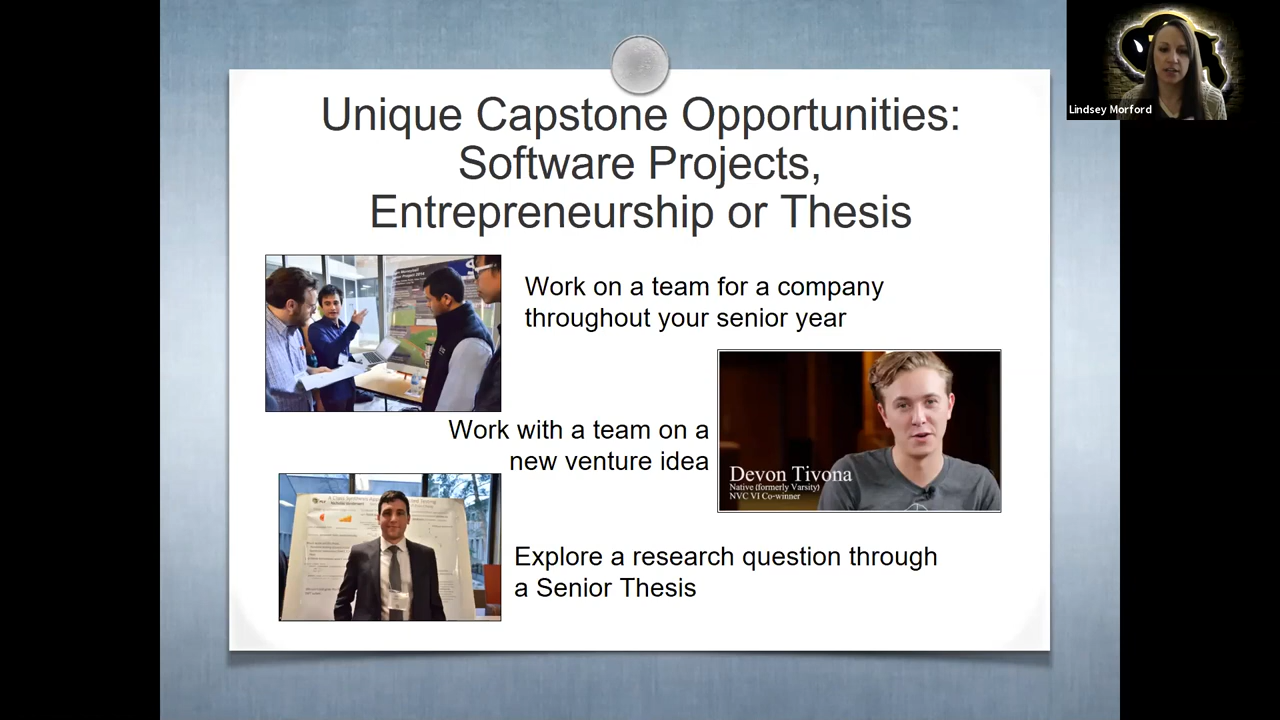 Unique Capstone Opportunities:
Software Projects,
Entrepreneurship or Thesis
Lindsey Morford
Work on a team for a company
throughout your senior year
Work with a team on a
new venture idea
Devon Tivona
Native (formerly Varsity)
NVC VI Co-winner
Explore a research question through
a Senior Thesis